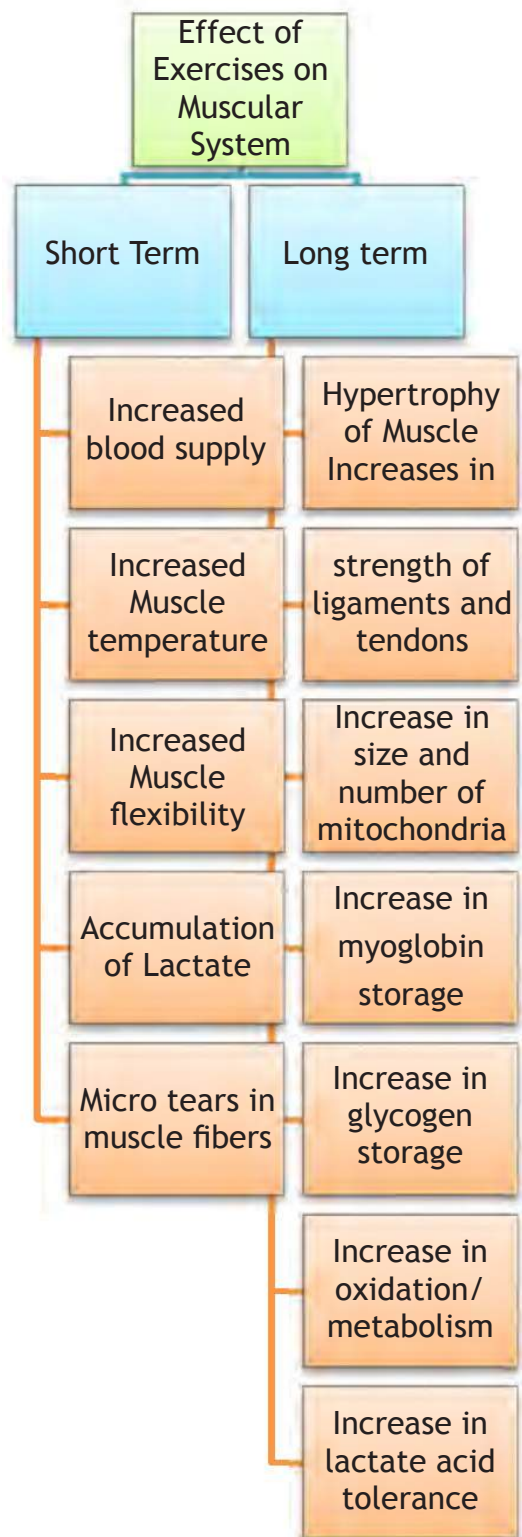 Effect of
Exercises on
Muscular
System
Short Term
Long term
Increased
blood supply
Increased
Muscle
temperature
Increased
Muscle
flexibility
Accumulation
of Lactate
Micro tears in
muscle fibers
Hypertrophy
of Muscle
Increases in
strength of
ligaments and
tendons
Increase in
size and
number of
mitochondria
Increase in
myoglobin
storage
Increase in
glycogen
storage
Increase in
oxidation/
metabolism
Increase in
lactate acid
tolerance